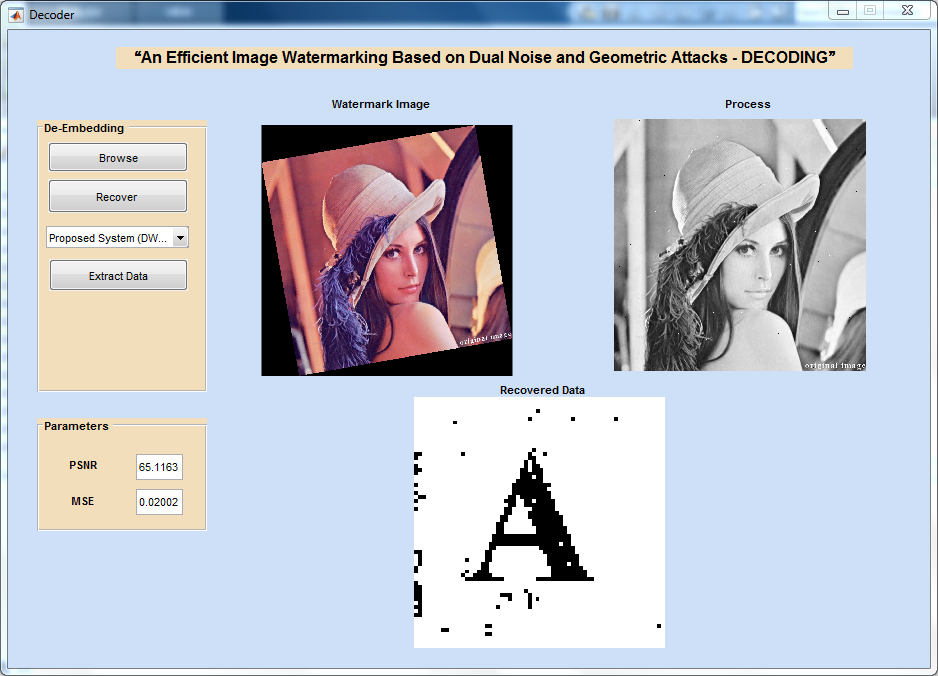 Decoder
“An Efficient Image Watermarking Based on Dual Noise and Geometric Attacks - DECODING”
Watermark Image
Process
De-Embedding
Browse
Recover
Proposed System (DW...
Extract Data
original image
original image
Recovered Data
A
Parameters
PSNR
65.1163
MSE
0.02002